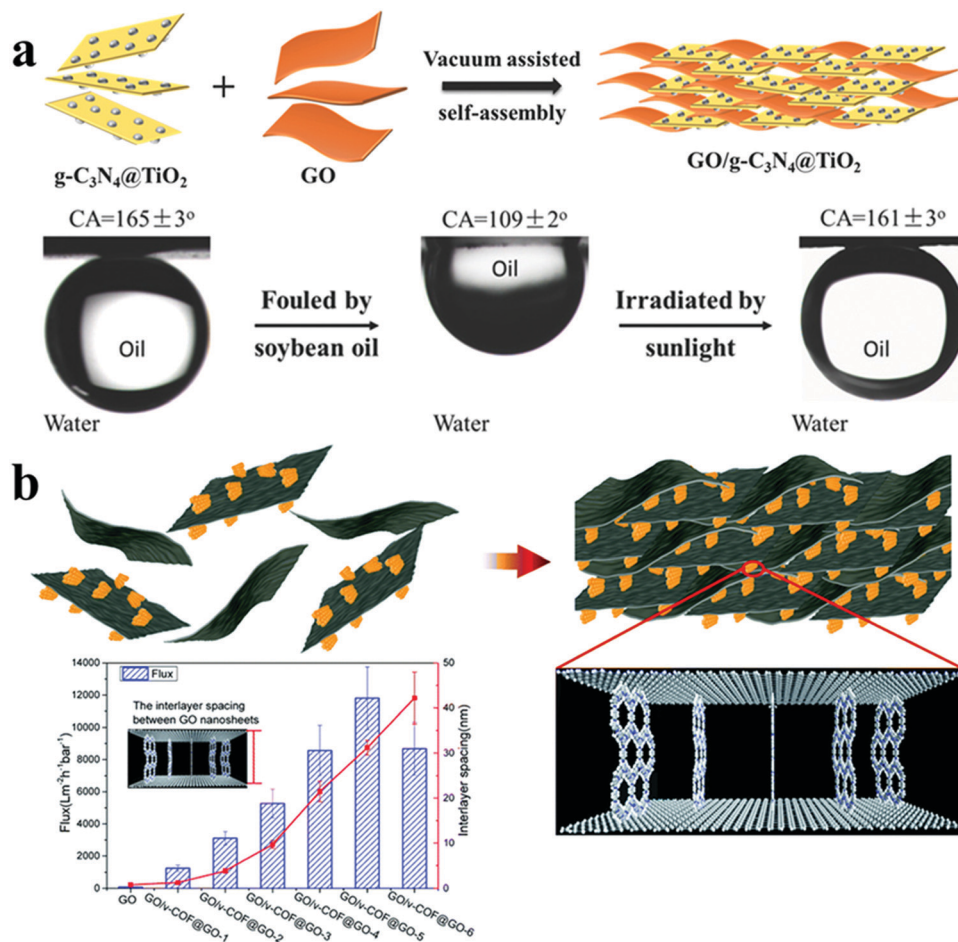 a
g-C₃N₄@TiO₂
+
GO
Vacuum assisted
self-assembly
GO/g-C₃N₄@TiO₂
CA=165±3°
Oil
Water
Fouled by
soybean oil
CA=109±2°
Oil
Water
Irradiated by
sunlight
CA=161±3°
Oil
Water
b
Flux
The interlayer spacing
between GO nanosheets
Flux(Lm⁻²h⁻¹bar⁻¹)
14000
12000
10000
8000
6000
4000
2000
0
Interlayer spacing(nm)
50
40
30
20
10
0
GO
GO/v-COF@GO-1
GO/v-COF@GO-2
GO/v-COF@GO-3
GO/v-COF@GO-4
GO/v-COF@GO-5
GO/v-COF@GO-6